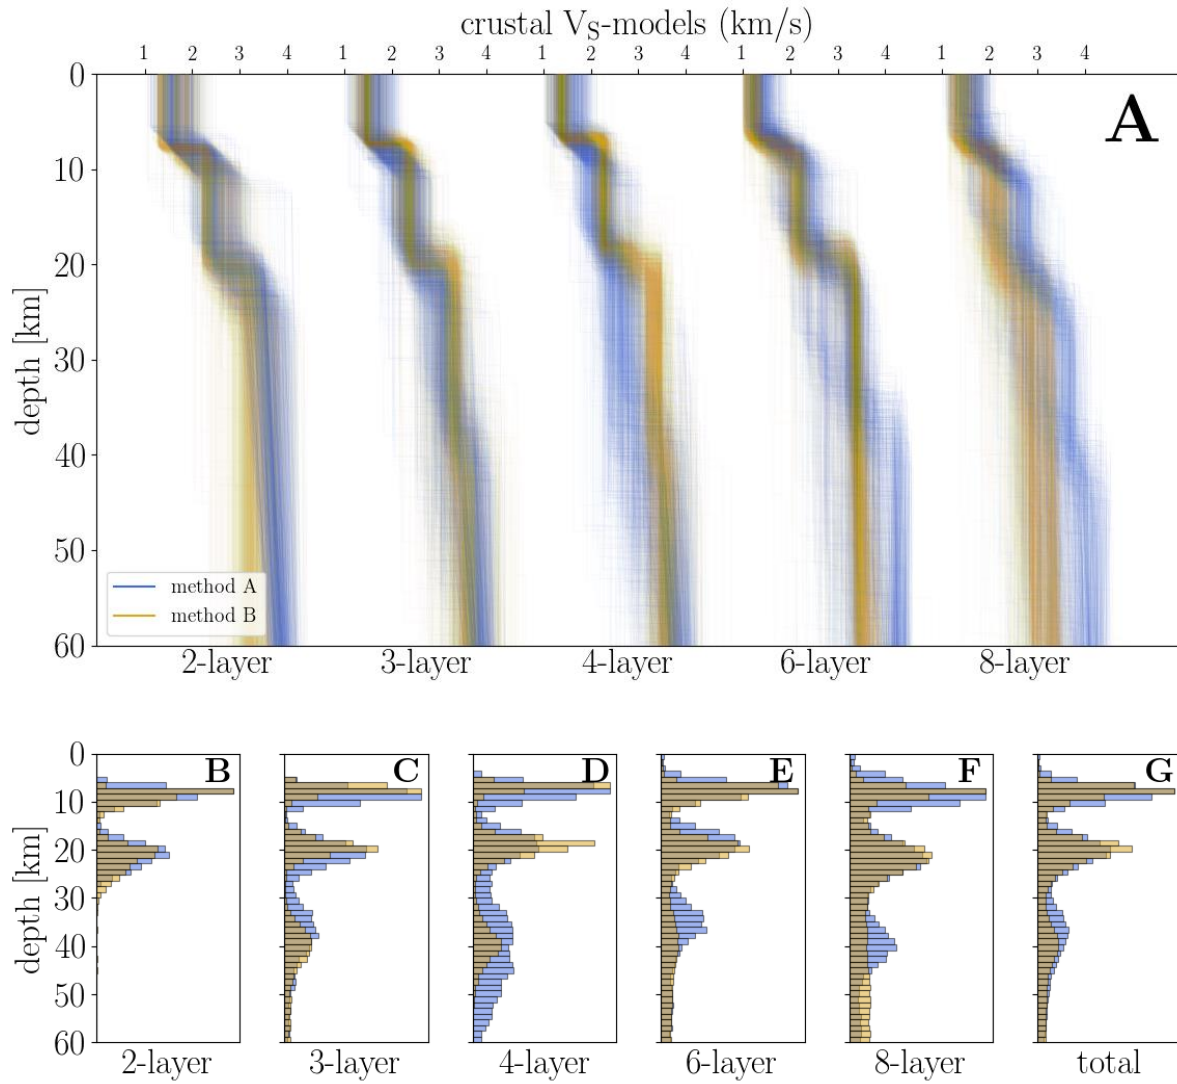 crustal VS-models (km/s)
1 2 3 4 1 2 3 4 1 2 3 4 1 2 3 4 1 2 3 4
A
0
10
20
30
40
50
60
depth [km]
method A
method B
2-layer 3-layer 4-layer 6-layer 8-layer
B C D E F G
0
10
20
30
40
50
60
depth [km]
2-layer 3-layer 4-layer 6-layer 8-layer total